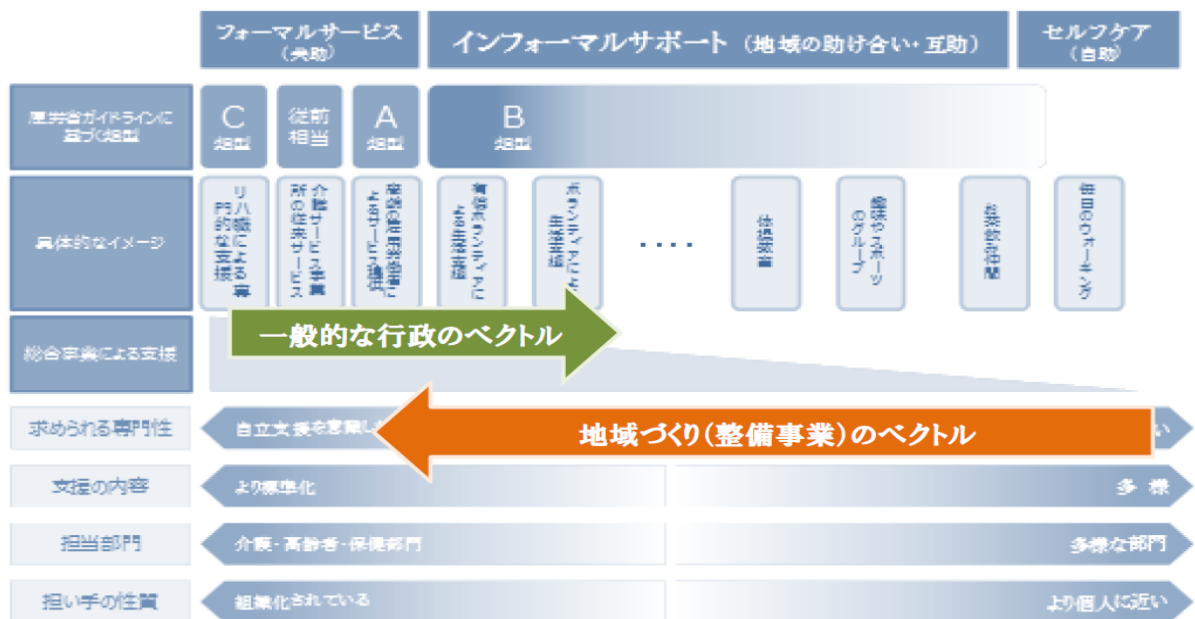 フォーマルサービス
（共助）
インフォーマルサポート（地域の助け合い・互助）
セルフケア
（自助）
厚労省ガイドラインに
基づく類型
C
類型
従前
相当
A
類型
B
類型
具体的なイメージ
リハ職による専
門的な支援
介護サービス事業
所の従来サービス
によるサービス提供
有償ボランティアに
よる生活支援
ボランティアによ
生活支援
‥‥
体操教室
趣味やスポーツ
のグループ
お茶飲み仲間
毎日のウォーキング
一般的な行政のベクトル
総合事業による支援
求められる専門性
自立支援を意識し
地域づくり（整備事業）のベクトル
い
支援の内容
より標準化
多 様
担当部門
介護・高齢者・保健部門
多様な部門
担い手の性質
組織化されている
より個人に近い